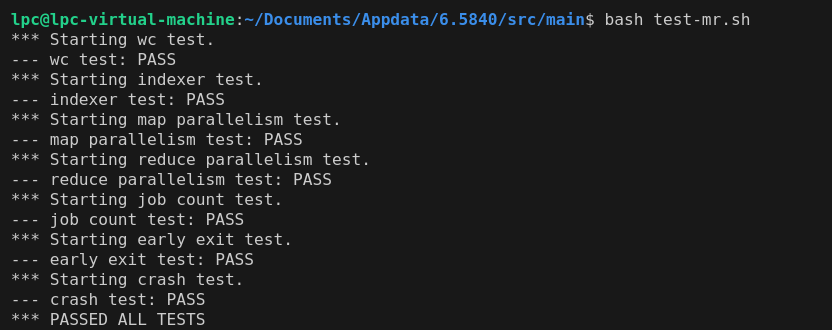 lpc@lpc-virtual-machine:~/Documents/Appdata/6.5840/src/main$ bash test-mr.sh
*** Starting wc test.
--- wc test: PASS
*** Starting indexer test.
--- indexer test: PASS
*** Starting map parallelism test.
--- map parallelism test: PASS
*** Starting reduce parallelism test.
--- reduce parallelism test: PASS
*** Starting job count test.
--- job count test: PASS
*** Starting early exit test.
--- early exit test: PASS
*** Starting crash test.
--- crash test: PASS
*** PASSED ALL TESTS